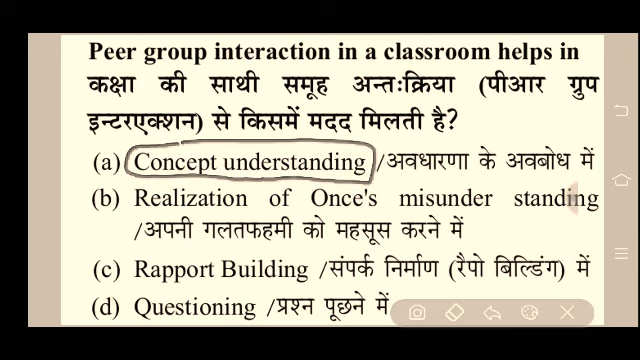 Peer group interaction in a classroom helps in
कक्षा की साथी समूह अन्तःक्रिया (पीआर ग्रुप
इन्टरएक्शन) से किसमें मदद मिलती है?
(a) Concept understanding /अवधारणा के अवबोध में
(b) Realization of Once's misunder standing
/अपनी गलतफहमी को महसूस करने में
(c) Rapport Building /संपर्क निर्माण (रैपो बिल्डिंग) में
(d) Questioning /प्रश्न पूछने में